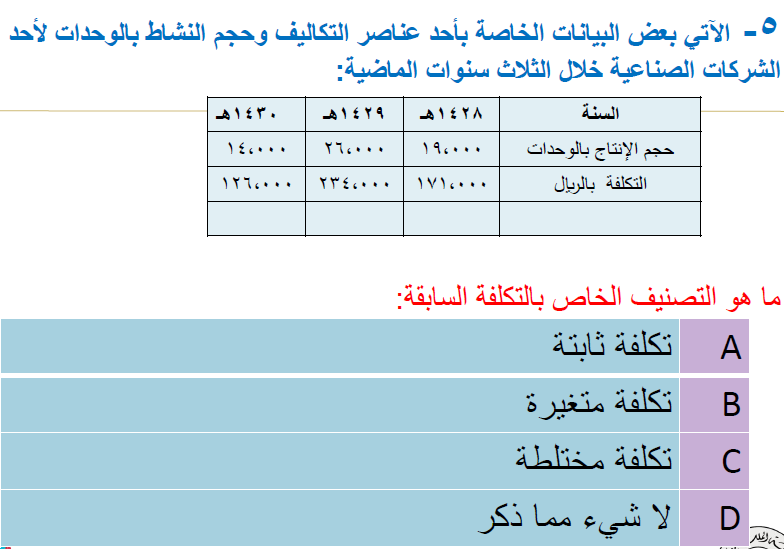 ٥- الآتي بعض البيانات الخاصة بأحد عناصر التكاليف وحجم النشاط بالوحدات لأحد
الشركات الصناعية خلال الثلاث سنوات الماضية:
السنة ١٤٢٨هـ ١٤٢٩هـ ١٤٣٠هـ
حجم الإنتاج بالوحدات ١٩،٠٠٠ ٢٦،٠٠٠ ١٤،٠٠٠
التكلفة بالريال ١٧١،٠٠٠ ٢٣٤،٠٠٠ ١٢٦،٠٠٠
ما هو التصنيف الخاص بالتكلفة السابقة:
A تكلفة ثابتة
B تكلفة متغيرة
C تكلفة مختلطة
D لا شيء مما ذكر